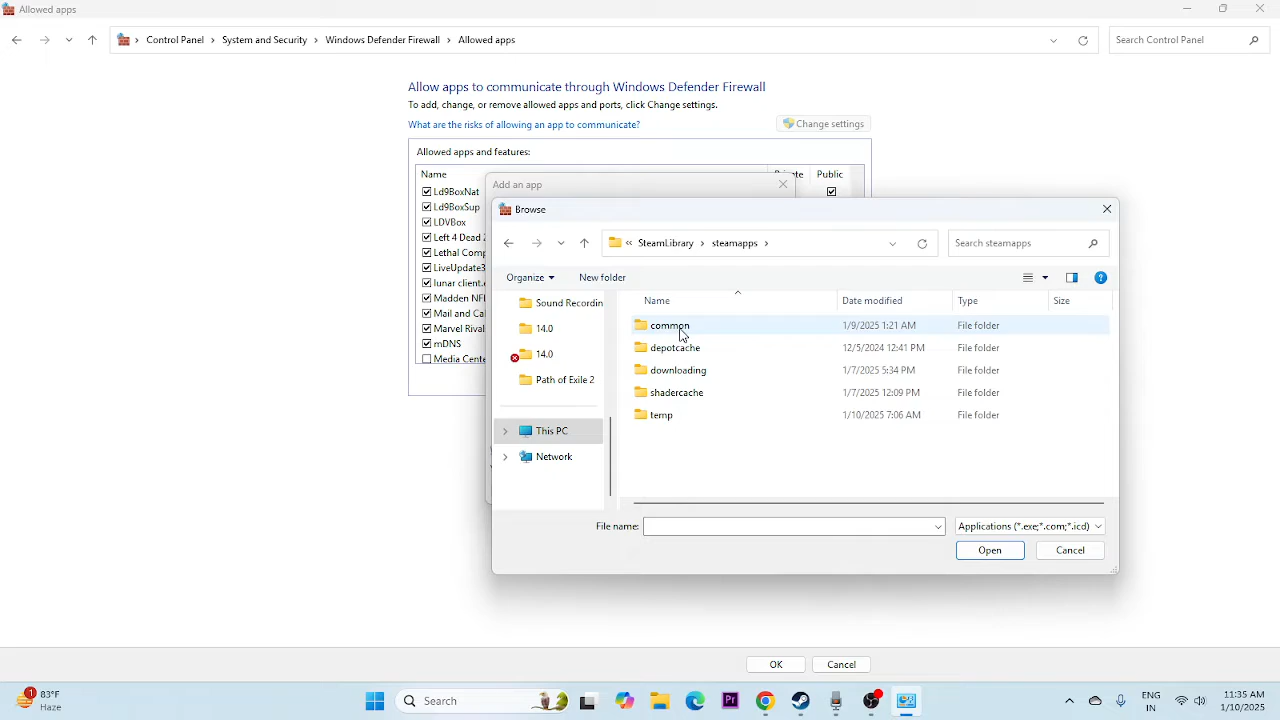 Allowed apps
Control Panel > System and Security > Windows Defender Firewall > Allowed apps
Search Control Panel
Allow apps to communicate through Windows Defender Firewall
To add, change, or remove allowed apps and ports, click Change settings.
What are the risks of allowing an app to communicate?
Change settings
Allowed apps and features:
Name
Public
Ld9BoxNat
Ld9BoxSup
LDVBox
Left 4 Dead 2
Lethal Comp
LiveUpdate3
lunar client.e
Madden NFL
Mail and Cal
Marvel Rival
mDNS
Media Cente
Add an app
Browse
« SteamLibrary > steamapps >
Search steamapps
Organize
New folder
Sound Recordin
14.0
14.0
Path of Exile 2
This PC
Network
Name Date modified Type Size
common 1/9/2025 1:21 AM File folder
depotcache 12/5/2024 12:41 PM File folder
downloading 1/7/2025 5:34 PM File folder
shadercache 1/7/2025 12:09 PM File folder
temp 1/10/2025 7:06 AM File folder
File name:
Applications (*.exe;*.com;*.icd)
Open
Cancel
OK
Cancel
1
83°F
Haze
Search
Pr
ENG
IN
11:35 AM
1/10/2025